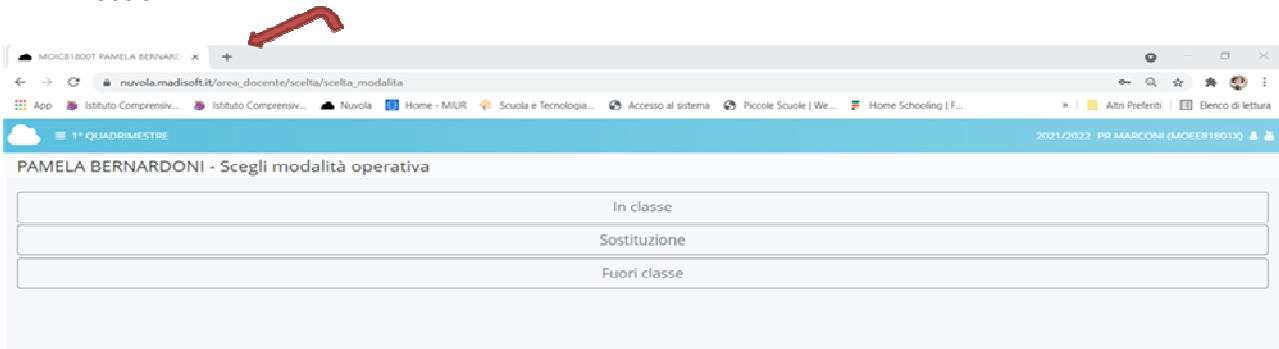 MOIC81800T PAMELA BERNARD
nuvola.madisoft.it/area_docente/scelta/scelta_modalita
App Istituto Comprensiv... Istituto Comprensiv... Nuvola Home - MIUR Scuola e Tecnologia... Accesso al sistema Piccole Scuole | We... Home Schooling | F... » Altri Preferiti Elenco di lettura
1° QUADRIMESTRE 2021/2022 PR MARCONI (MOEE81801X)
PAMELA BERNARDONI - Scegli modalità operativa
In classe
Sostituzione
Fuori classe